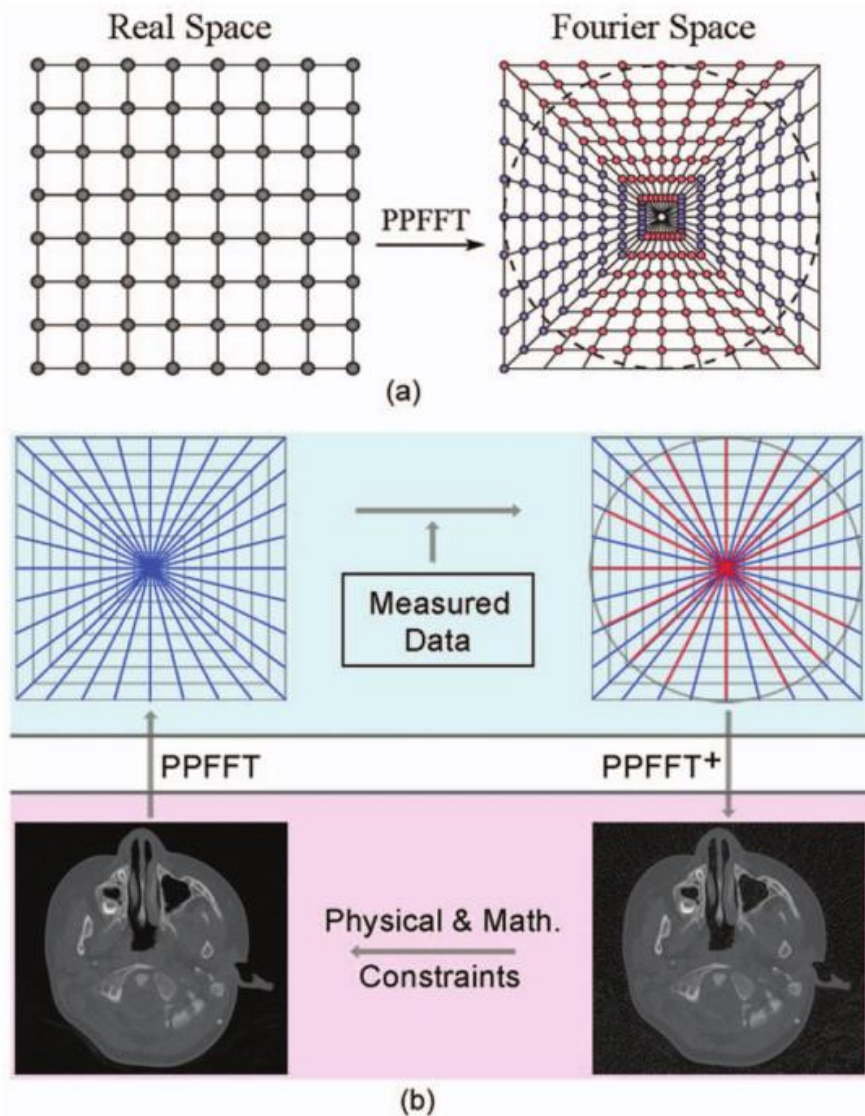 Real Space
Fourier Space
PPFFT
(a)
Measured
Data
PPFFT
PPFFT+
Physical & Math.
Constraints
(b)